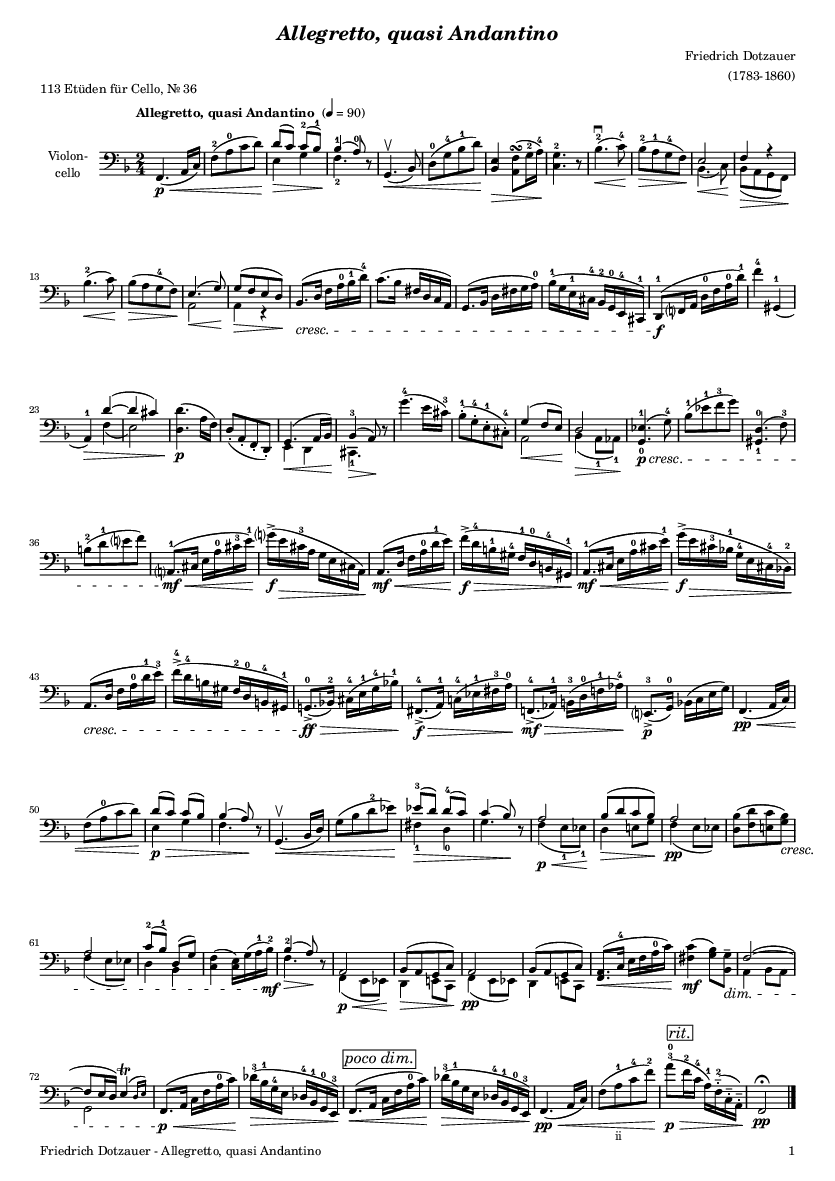 Allegretto, quasi Andantino
Friedrich Dotzauer
(1783-1860)
113 Etüden für Cello, № 36
Allegretto, quasi Andantino (♩ = 90)
Violon-
cello
p
13
cresc.
f
23
p
p cresc.
36
mf
f
mf
f
mf
f
43
cresc.
ff
f
mf
p
pp
50
p
p
pp
cresc.
61
mf
p
pp
mf
dim.
72
poco dim.
rit.
p
pp
ii
p
pp
Friedrich Dotzauer - Allegretto, quasi Andantino
1